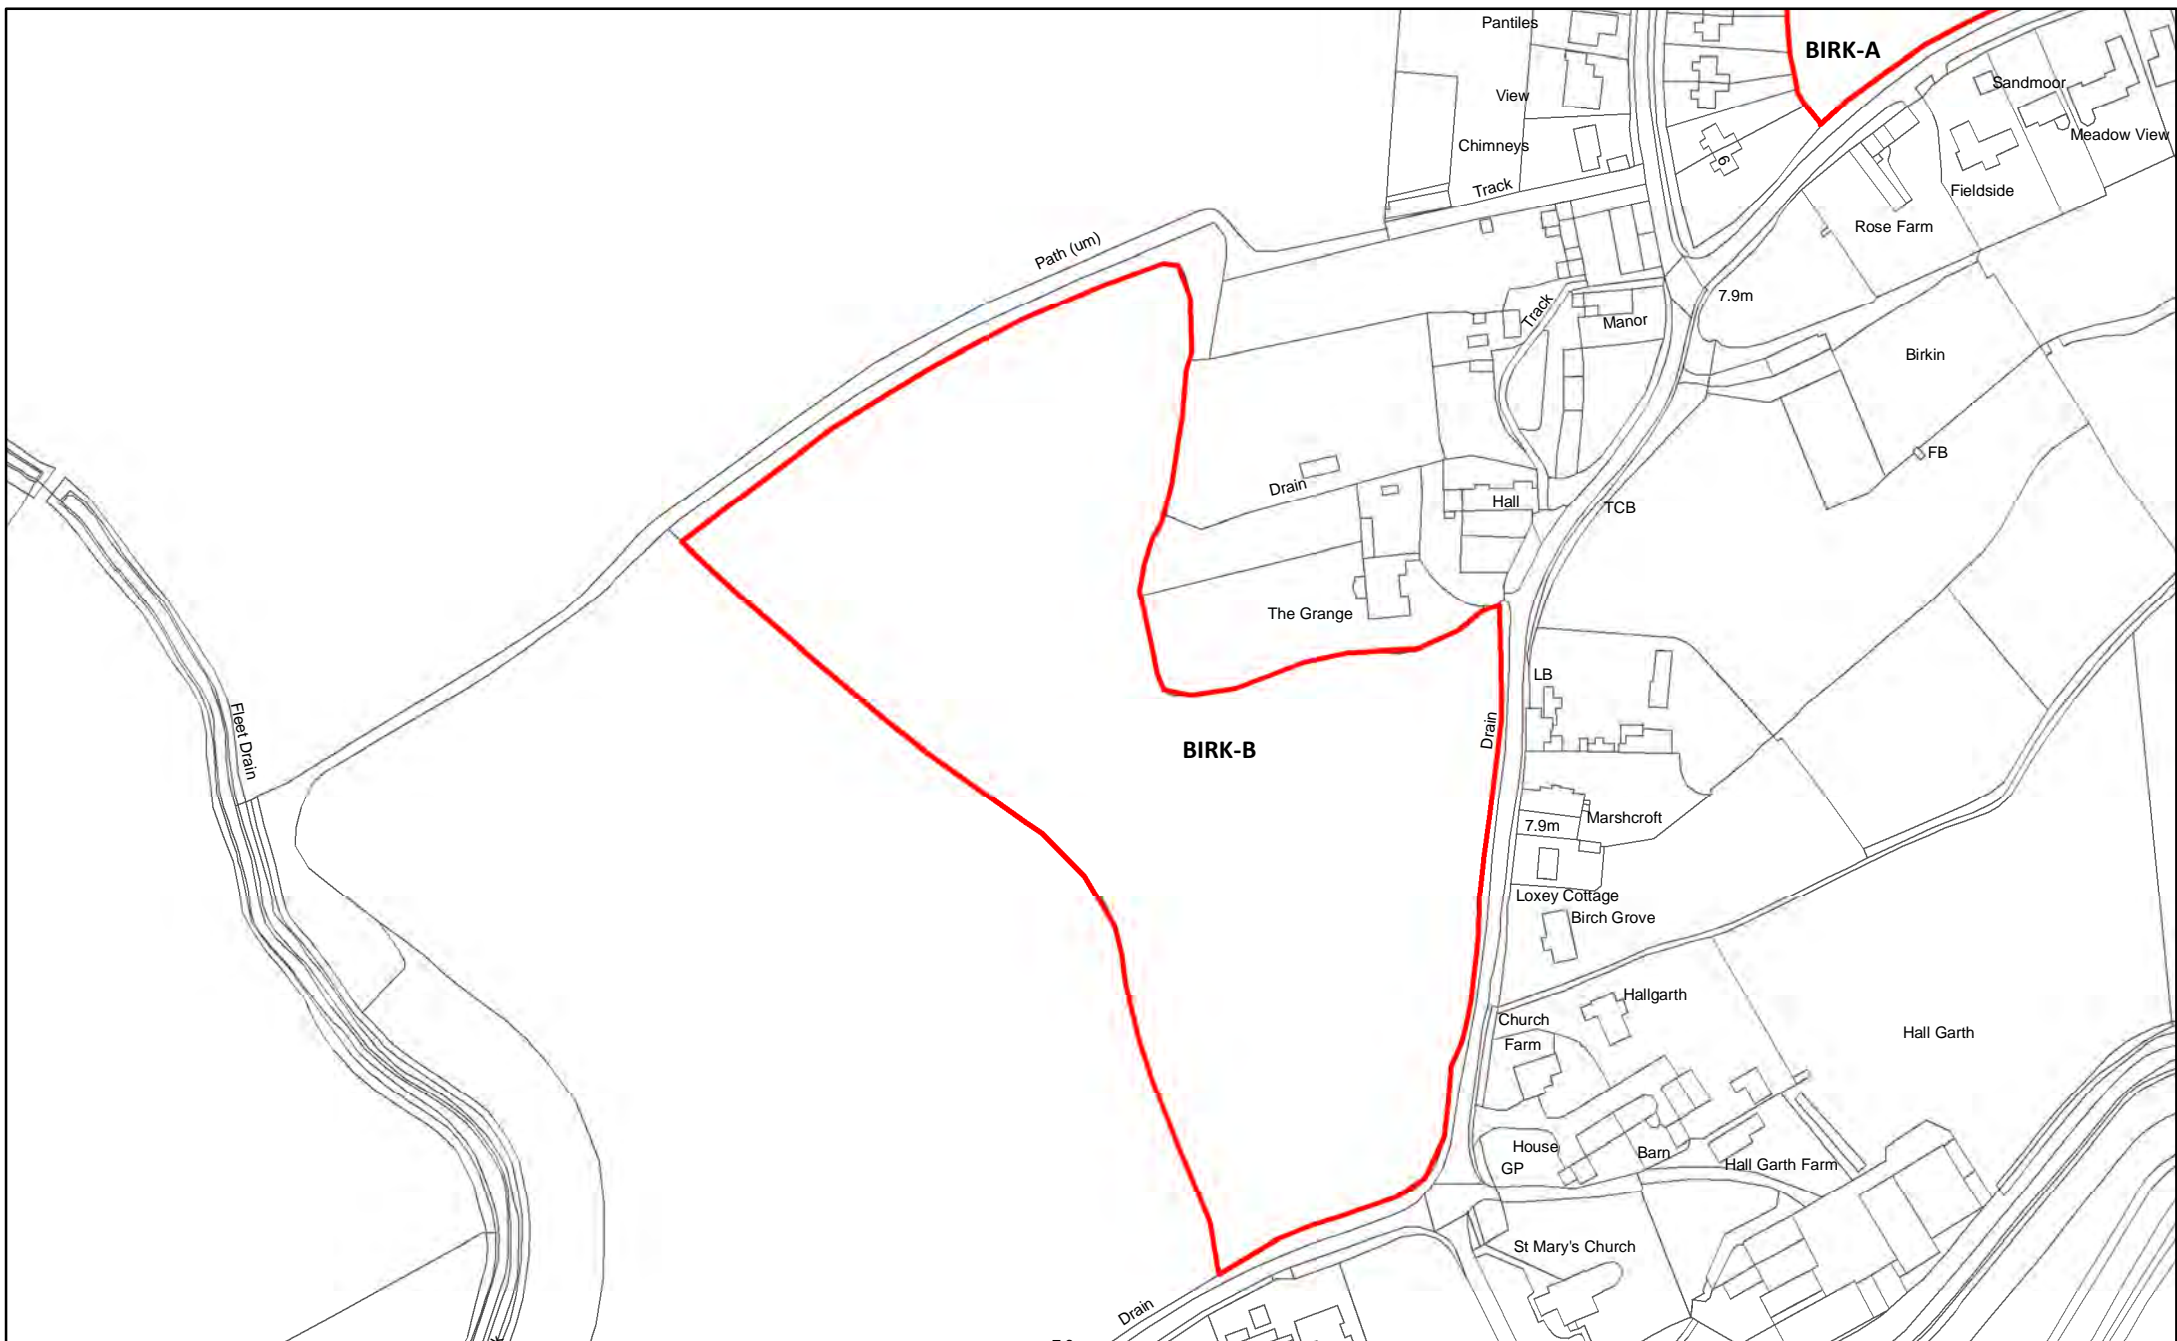 Pantiles
BIRK-A
Sandmoor
View
Meadow View
Chimneys
6
Track
Fieldside
Rose Farm
Path (um)
7.9m
Track
Manor
Birkin
FB
Drain
Hall
TCB
The Grange
LB
Fleet Drain
Drain
BIRK-B
Marshcroft
7.9m
Loxey Cottage
Birch Grove
Hallgarth
Church
Farm
Hall Garth
House
Barn
GP
Hall Garth Farm
St Mary's Church
Drain